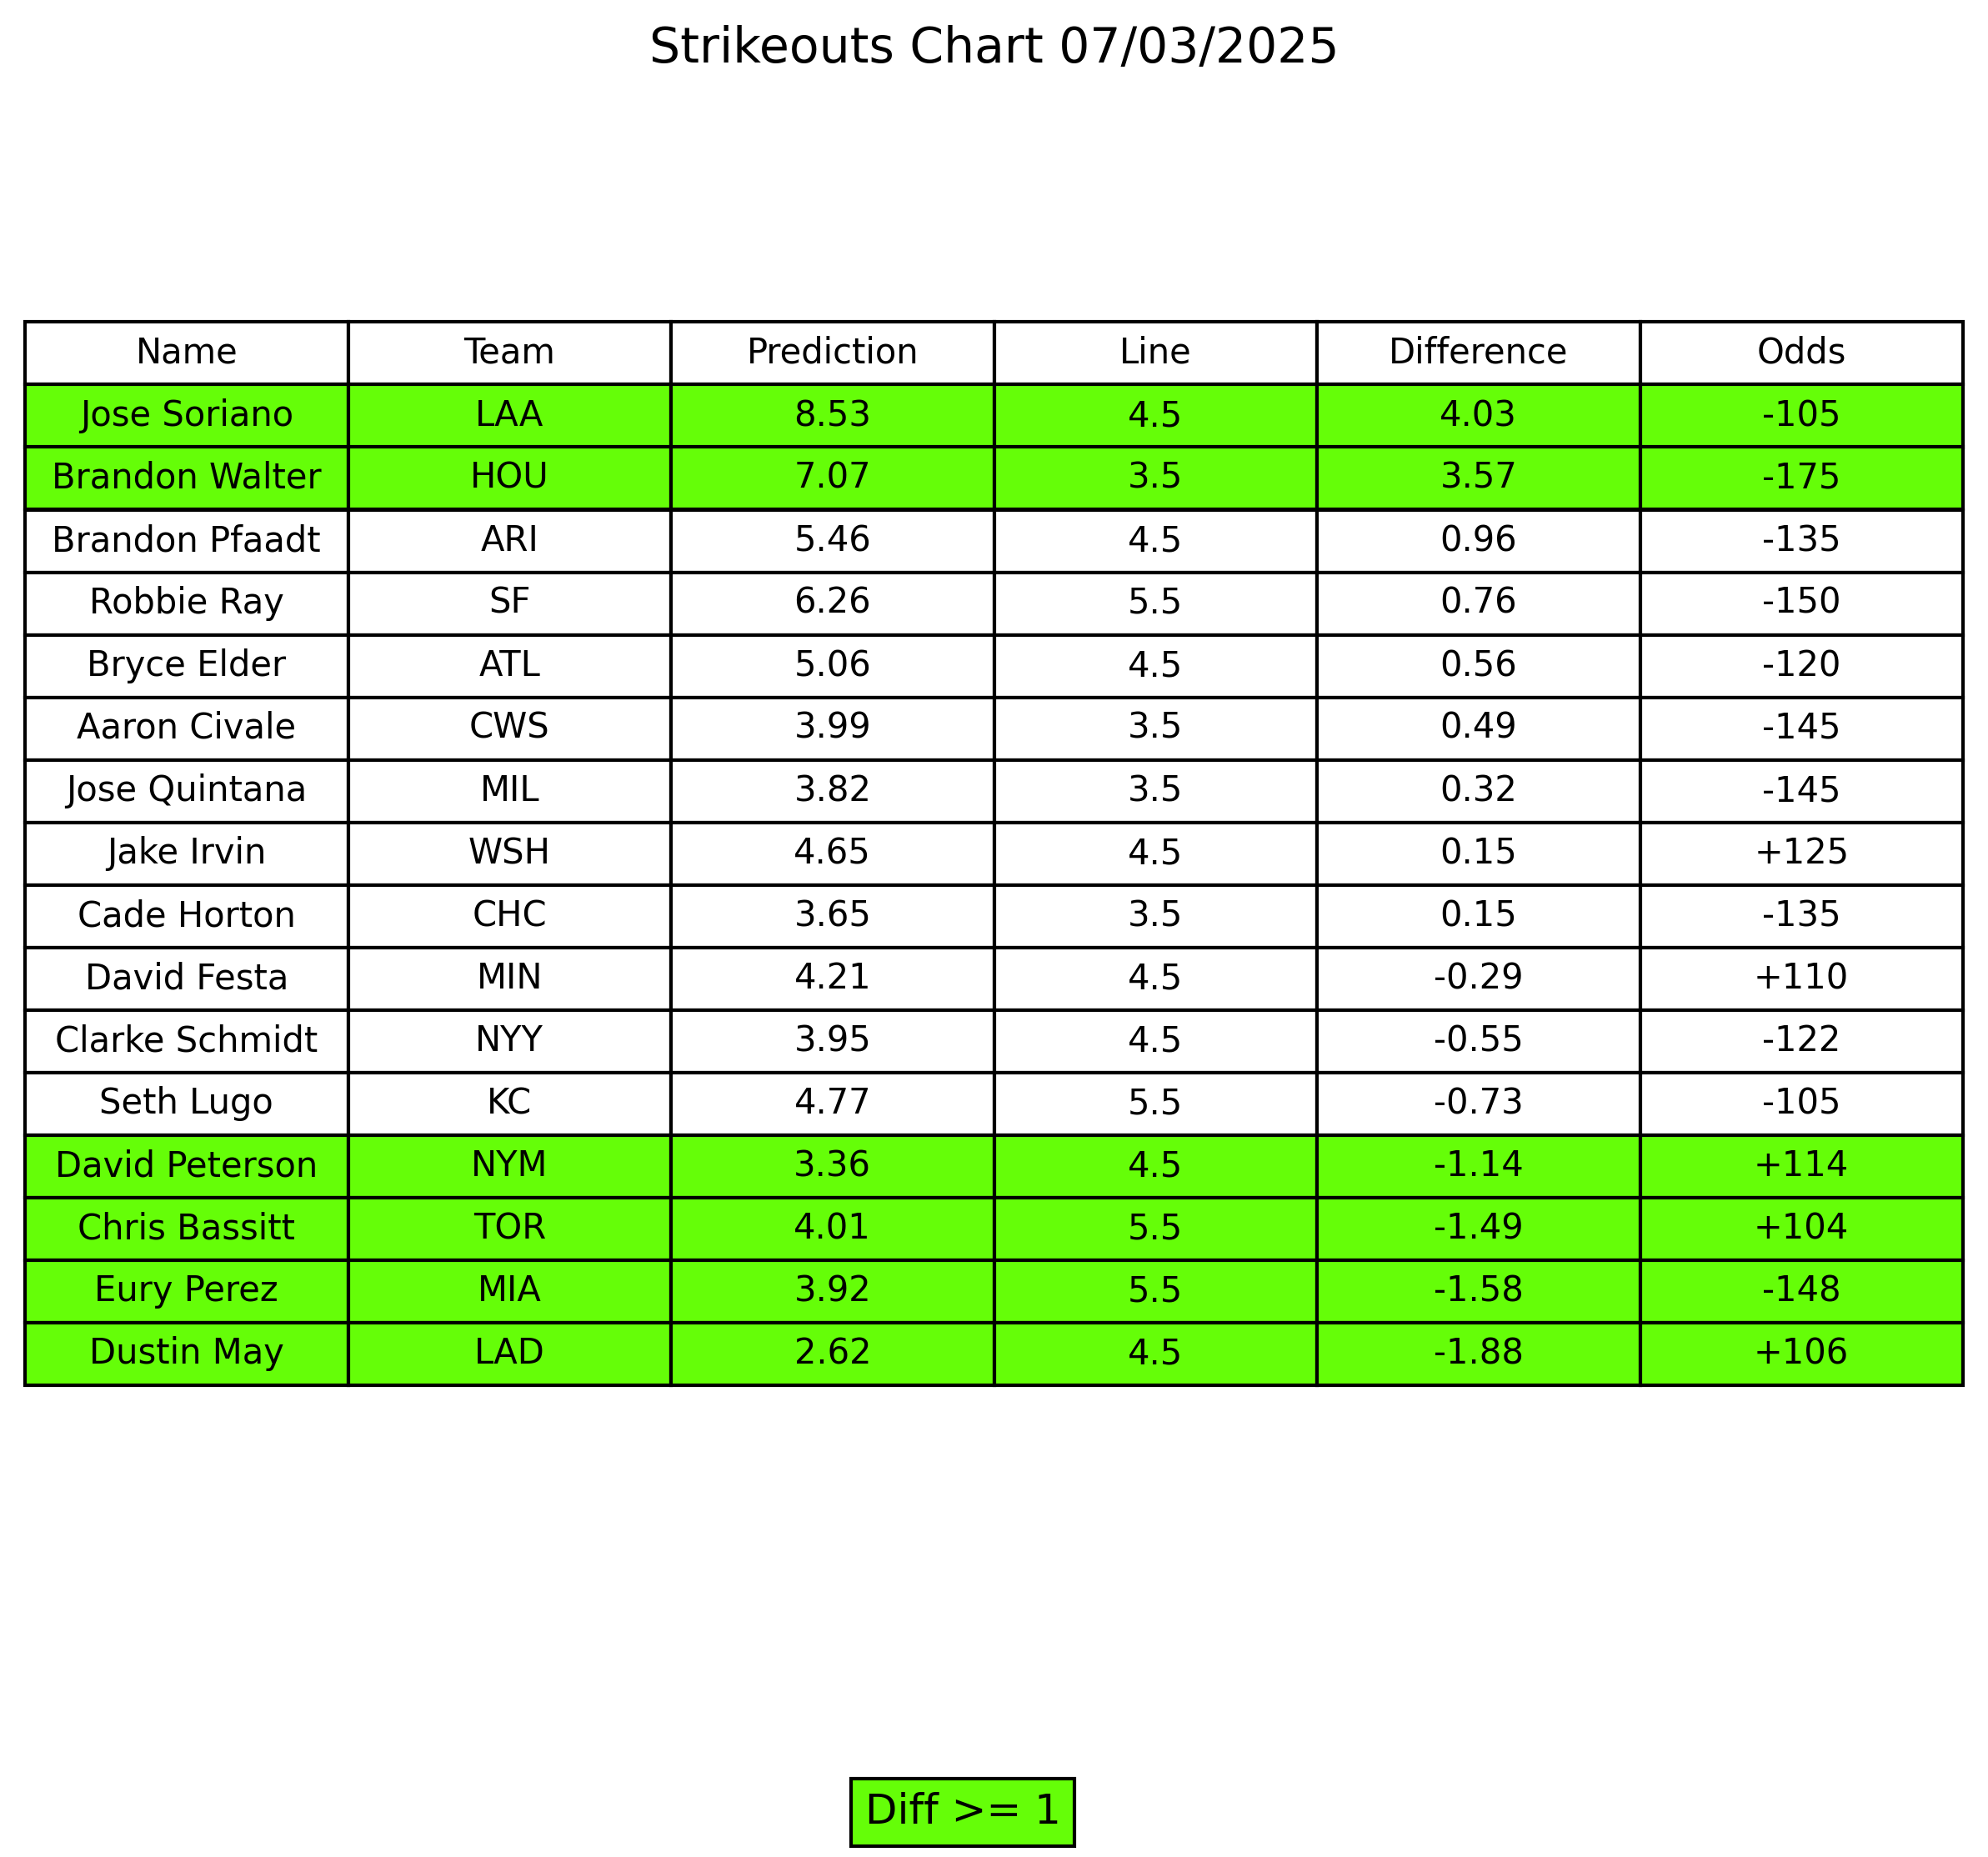 Strikeouts Chart 07/03/2025
Name Team Prediction Line Difference Odds
Jose Soriano LAA 8.53 4.5 4.03 -105
Brandon Walter HOU 7.07 3.5 3.57 -175
Brandon Pfaadt ARI 5.46 4.5 0.96 -135
Robbie Ray SF 6.26 5.5 0.76 -150
Bryce Elder ATL 5.06 4.5 0.56 -120
Aaron Civale CWS 3.99 3.5 0.49 -145
Jose Quintana MIL 3.82 3.5 0.32 -145
Jake Irvin WSH 4.65 4.5 0.15 +125
Cade Horton CHC 3.65 3.5 0.15 -135
David Festa MIN 4.21 4.5 -0.29 +110
Clarke Schmidt NYY 3.95 4.5 -0.55 -122
Seth Lugo KC 4.77 5.5 -0.73 -105
David Peterson NYM 3.36 4.5 -1.14 +114
Chris Bassitt TOR 4.01 5.5 -1.49 +104
Eury Perez MIA 3.92 5.5 -1.58 -148
Dustin May LAD 2.62 4.5 -1.88 +106
Diff >= 1